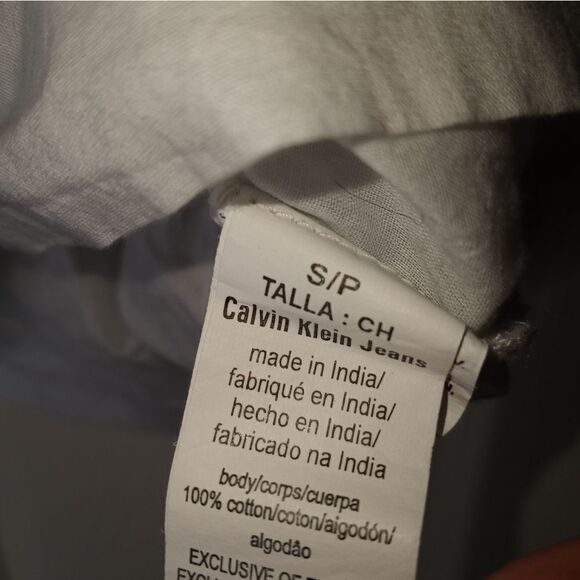 S/P
TALLA : CH
Calvin Klein Jeans
made in India/
fabriqué en India/
hecho en India/
fabricado na India
body/corps/cuerpa
100% cotton/coton/algodón/
algodão
EXCLUSIVE OF